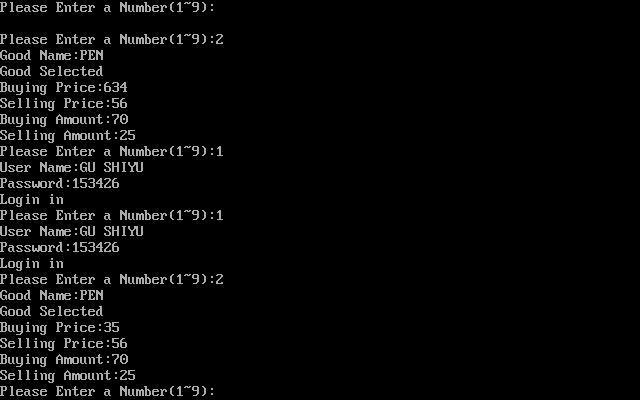 Please Enter a Number(1~9):
Please Enter a Number(1~9):2
Good Name:PEN
Good Selected
Buying Price:634
Selling Price:56
Buying Amount:70
Selling Amount:25
Please Enter a Number(1~9):1
User Name:GU SHIYU
Password:153426
Login in
Please Enter a Number(1~9):1
User Name:GU SHIYU
Password:153426
Login in
Please Enter a Number(1~9):2
Good Name:PEN
Good Selected
Buying Price:35
Selling Price:56
Buying Amount:70
Selling Amount:25
Please Enter a Number(1~9):